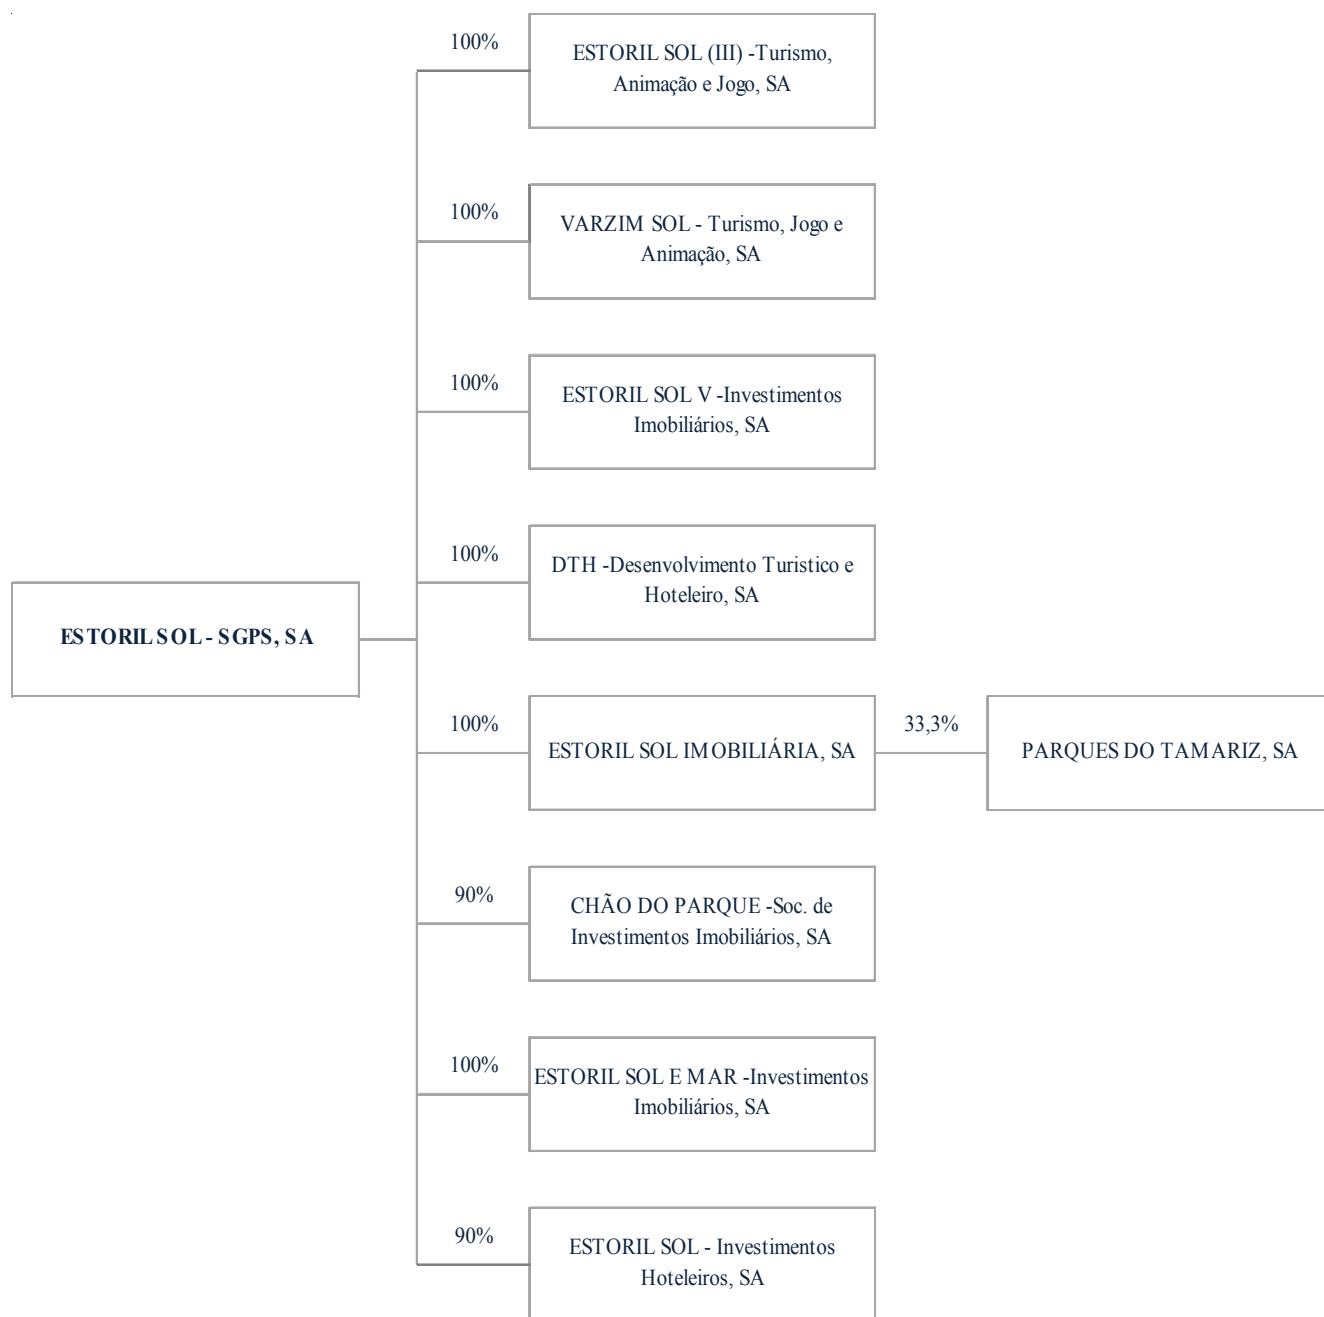 100%
ESTORIL SOL (III) -Turismo,
Animação e Jogo, SA
100%
VARZIM SOL - Turismo, Jogo e
Animação, SA
100%
ESTORIL SOL V -Investimentos
Imobiliários, SA
100%
DTH -Desenvolvimento Turistico e
Hoteleiro, SA
ESTORIL SOL - SGPS, SA
100%
ESTORIL SOL IMOBILIÁRIA, SA
33,3%
PARQUES DO TAMARIZ, SA
90%
CHÃO DO PARQUE -Soc. de
Investimentos Imobiliários, SA
100%
ESTORIL SOL E MAR -Investimentos
Imobiliários, SA
90%
ESTORIL SOL - Investimentos
Hoteleiros, SA